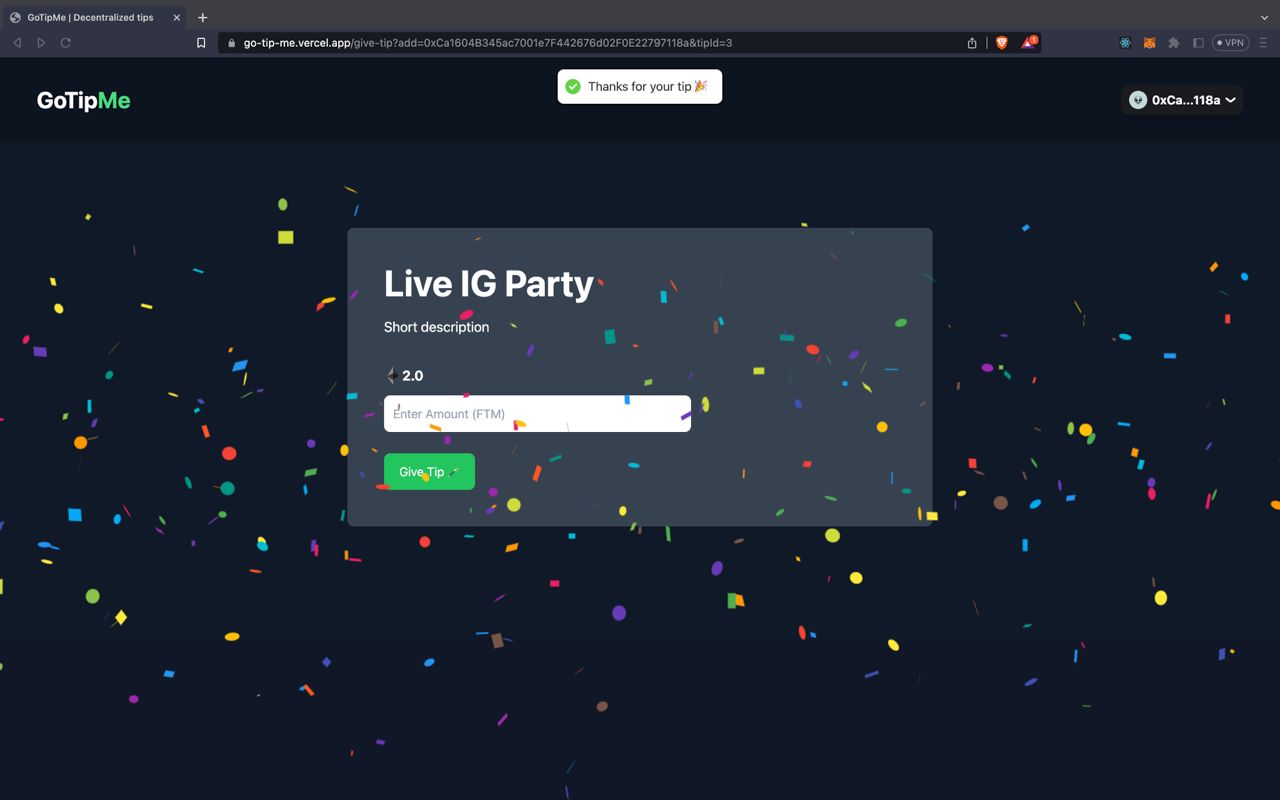 GoTipMe | Decentralized tips
go-tip-me.vercel.app/give-tip?add=0xCa1604B345ac7001e7F442676d02F0E22797118a&tipId=3
1
VPN
GoTipMe
Thanks for your tip 🎉
0xCa...118a
Live IG Party
Short description
2.0
Enter Amount (FTM)
Give Tip